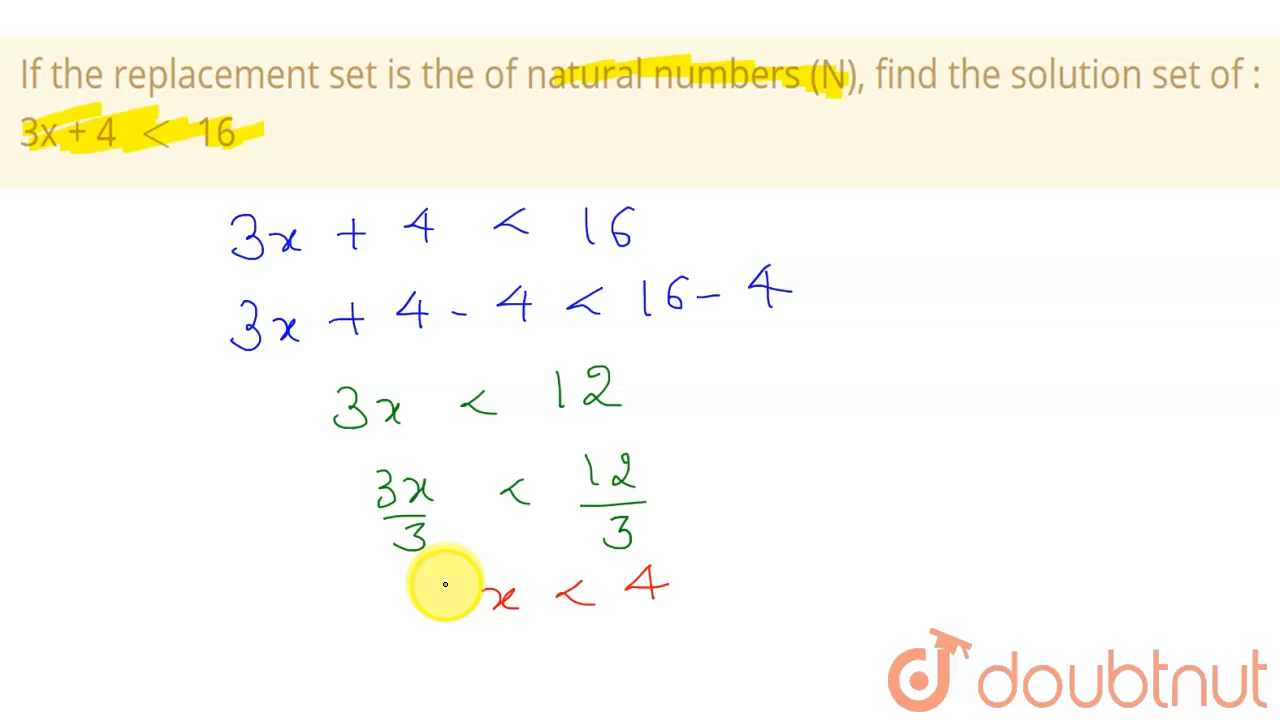 If the replacement set is the of natural numbers (N), find the solution set of :
3x + 4 < 16
3x + 4 < 16
3x + 4 - 4 < 16 - 4
3x < 12
3x/3 < 12/3
x < 4
doubtnut